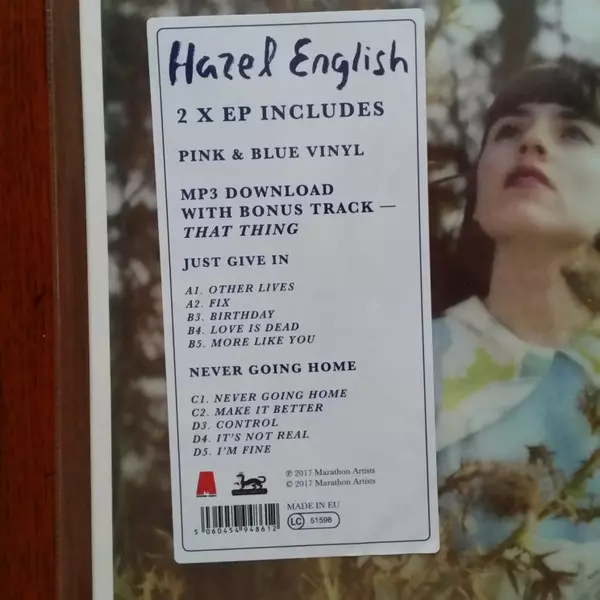 Hazel English
2 X EP INCLUDES
PINK & BLUE VINYL
MP3 DOWNLOAD
WITH BONUS TRACK —
THAT THING
JUST GIVE IN
A1. OTHER LIVES
A2. FIX
B3. BIRTHDAY
B4. LOVE IS DEAD
B5. MORE LIKE YOU
NEVER GOING HOME
C1. NEVER GOING HOME
C2. MAKE IT BETTER
D3. CONTROL
D4. IT'S NOT REAL
D5. I'M FINE
℗ 2017 Marathon Artists
© 2017 Marathon Artists
MADE IN EU
LC 51598
5 060454 948612